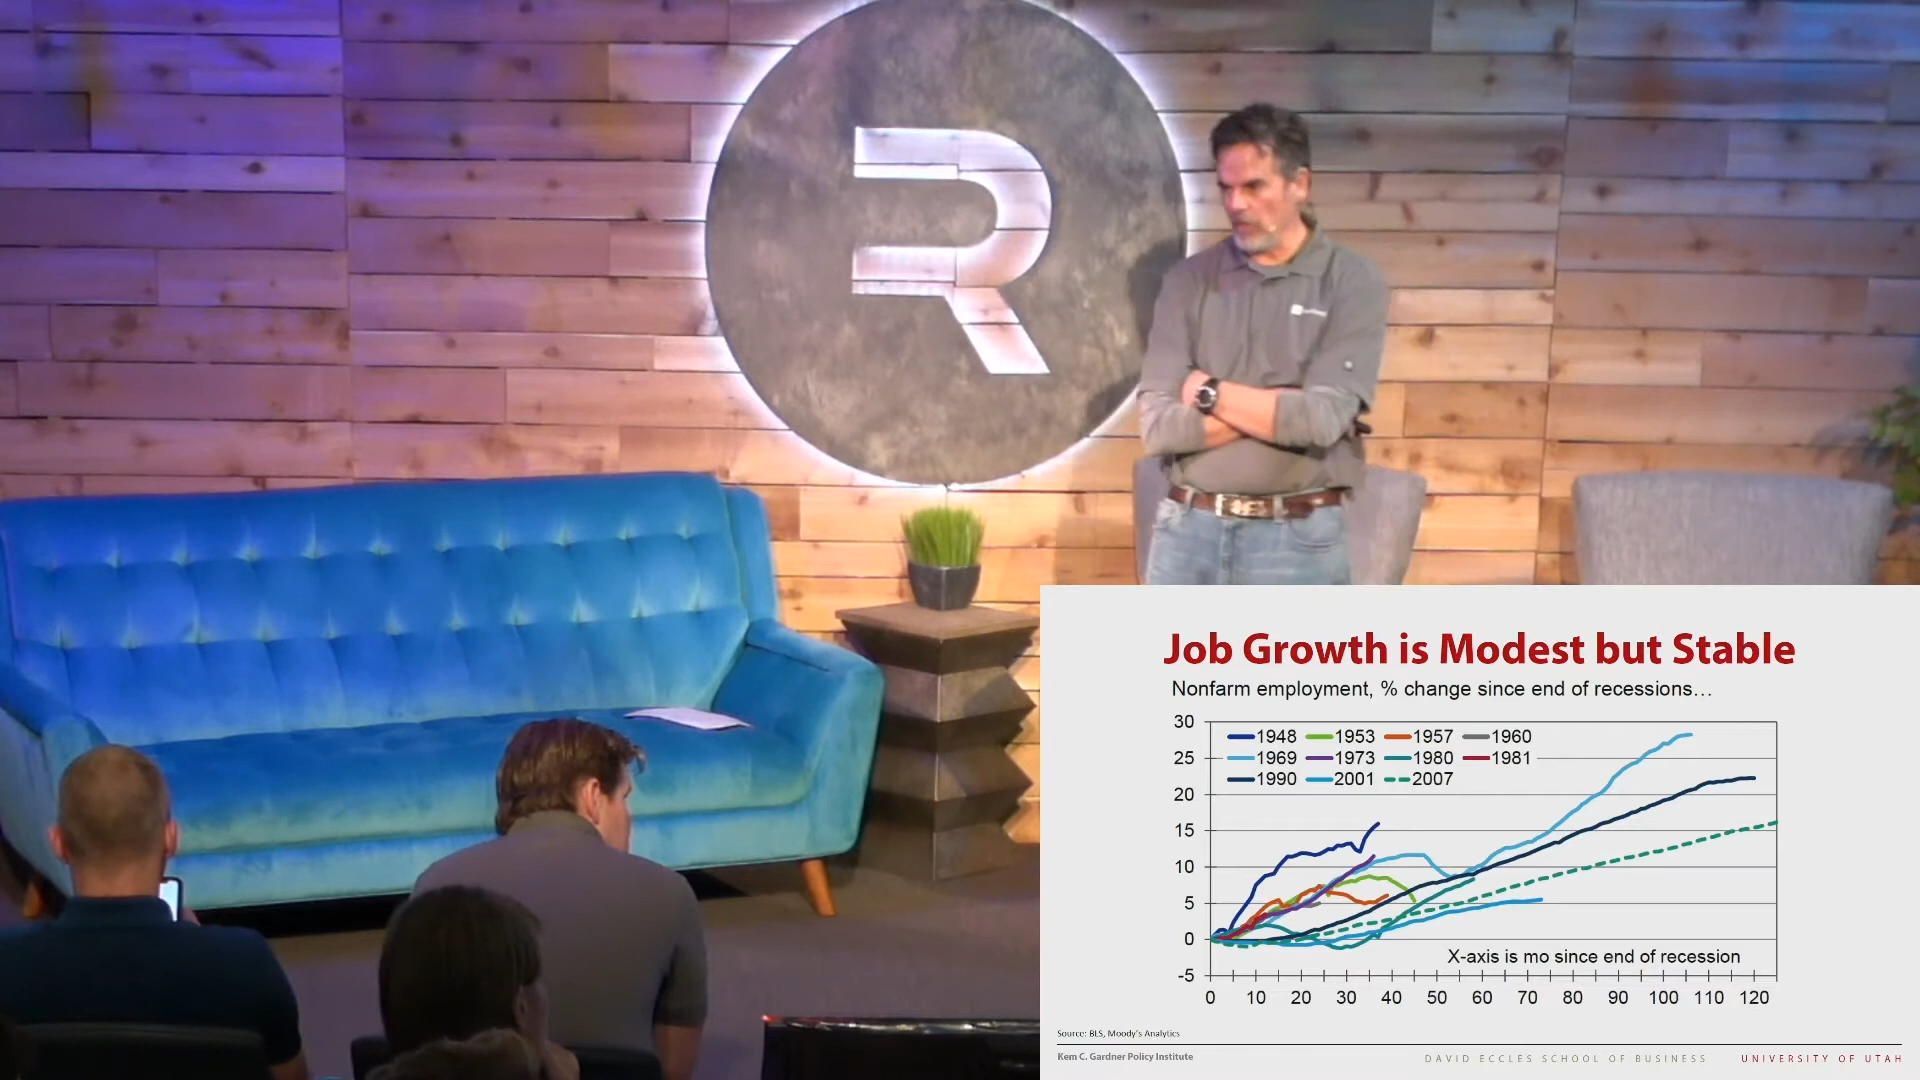 R
Job Growth is Modest but Stable
Nonfarm employment, % change since end of recessions…
30
25
20
15
10
5
0
-5
1948 1953 1957 1960
1969 1973 1980 1981
1990 2001 2007
X-axis is mo since end of recession
0 10 20 30 40 50 60 70 80 90 100 110 120
Source: BLS, Moody's Analytics
Kem C. Gardner Policy Institute
DAVID ECCLES SCHOOL OF BUSINESS UNIVERSITY OF UTAH